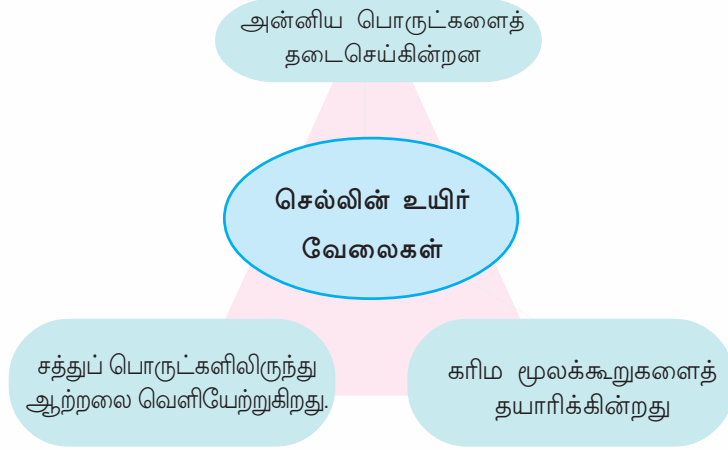 அன்னிய பொருட்களைத்
தடைசெய்கின்றன
செல்லின் உயிர்
வேலைகள்
சத்துப் பொருட்களிலிருந்து
ஆற்றலை வெளியேற்றுகிறது.
கரிம மூலக்கூறுகளைத்
தயாரிக்கின்றது